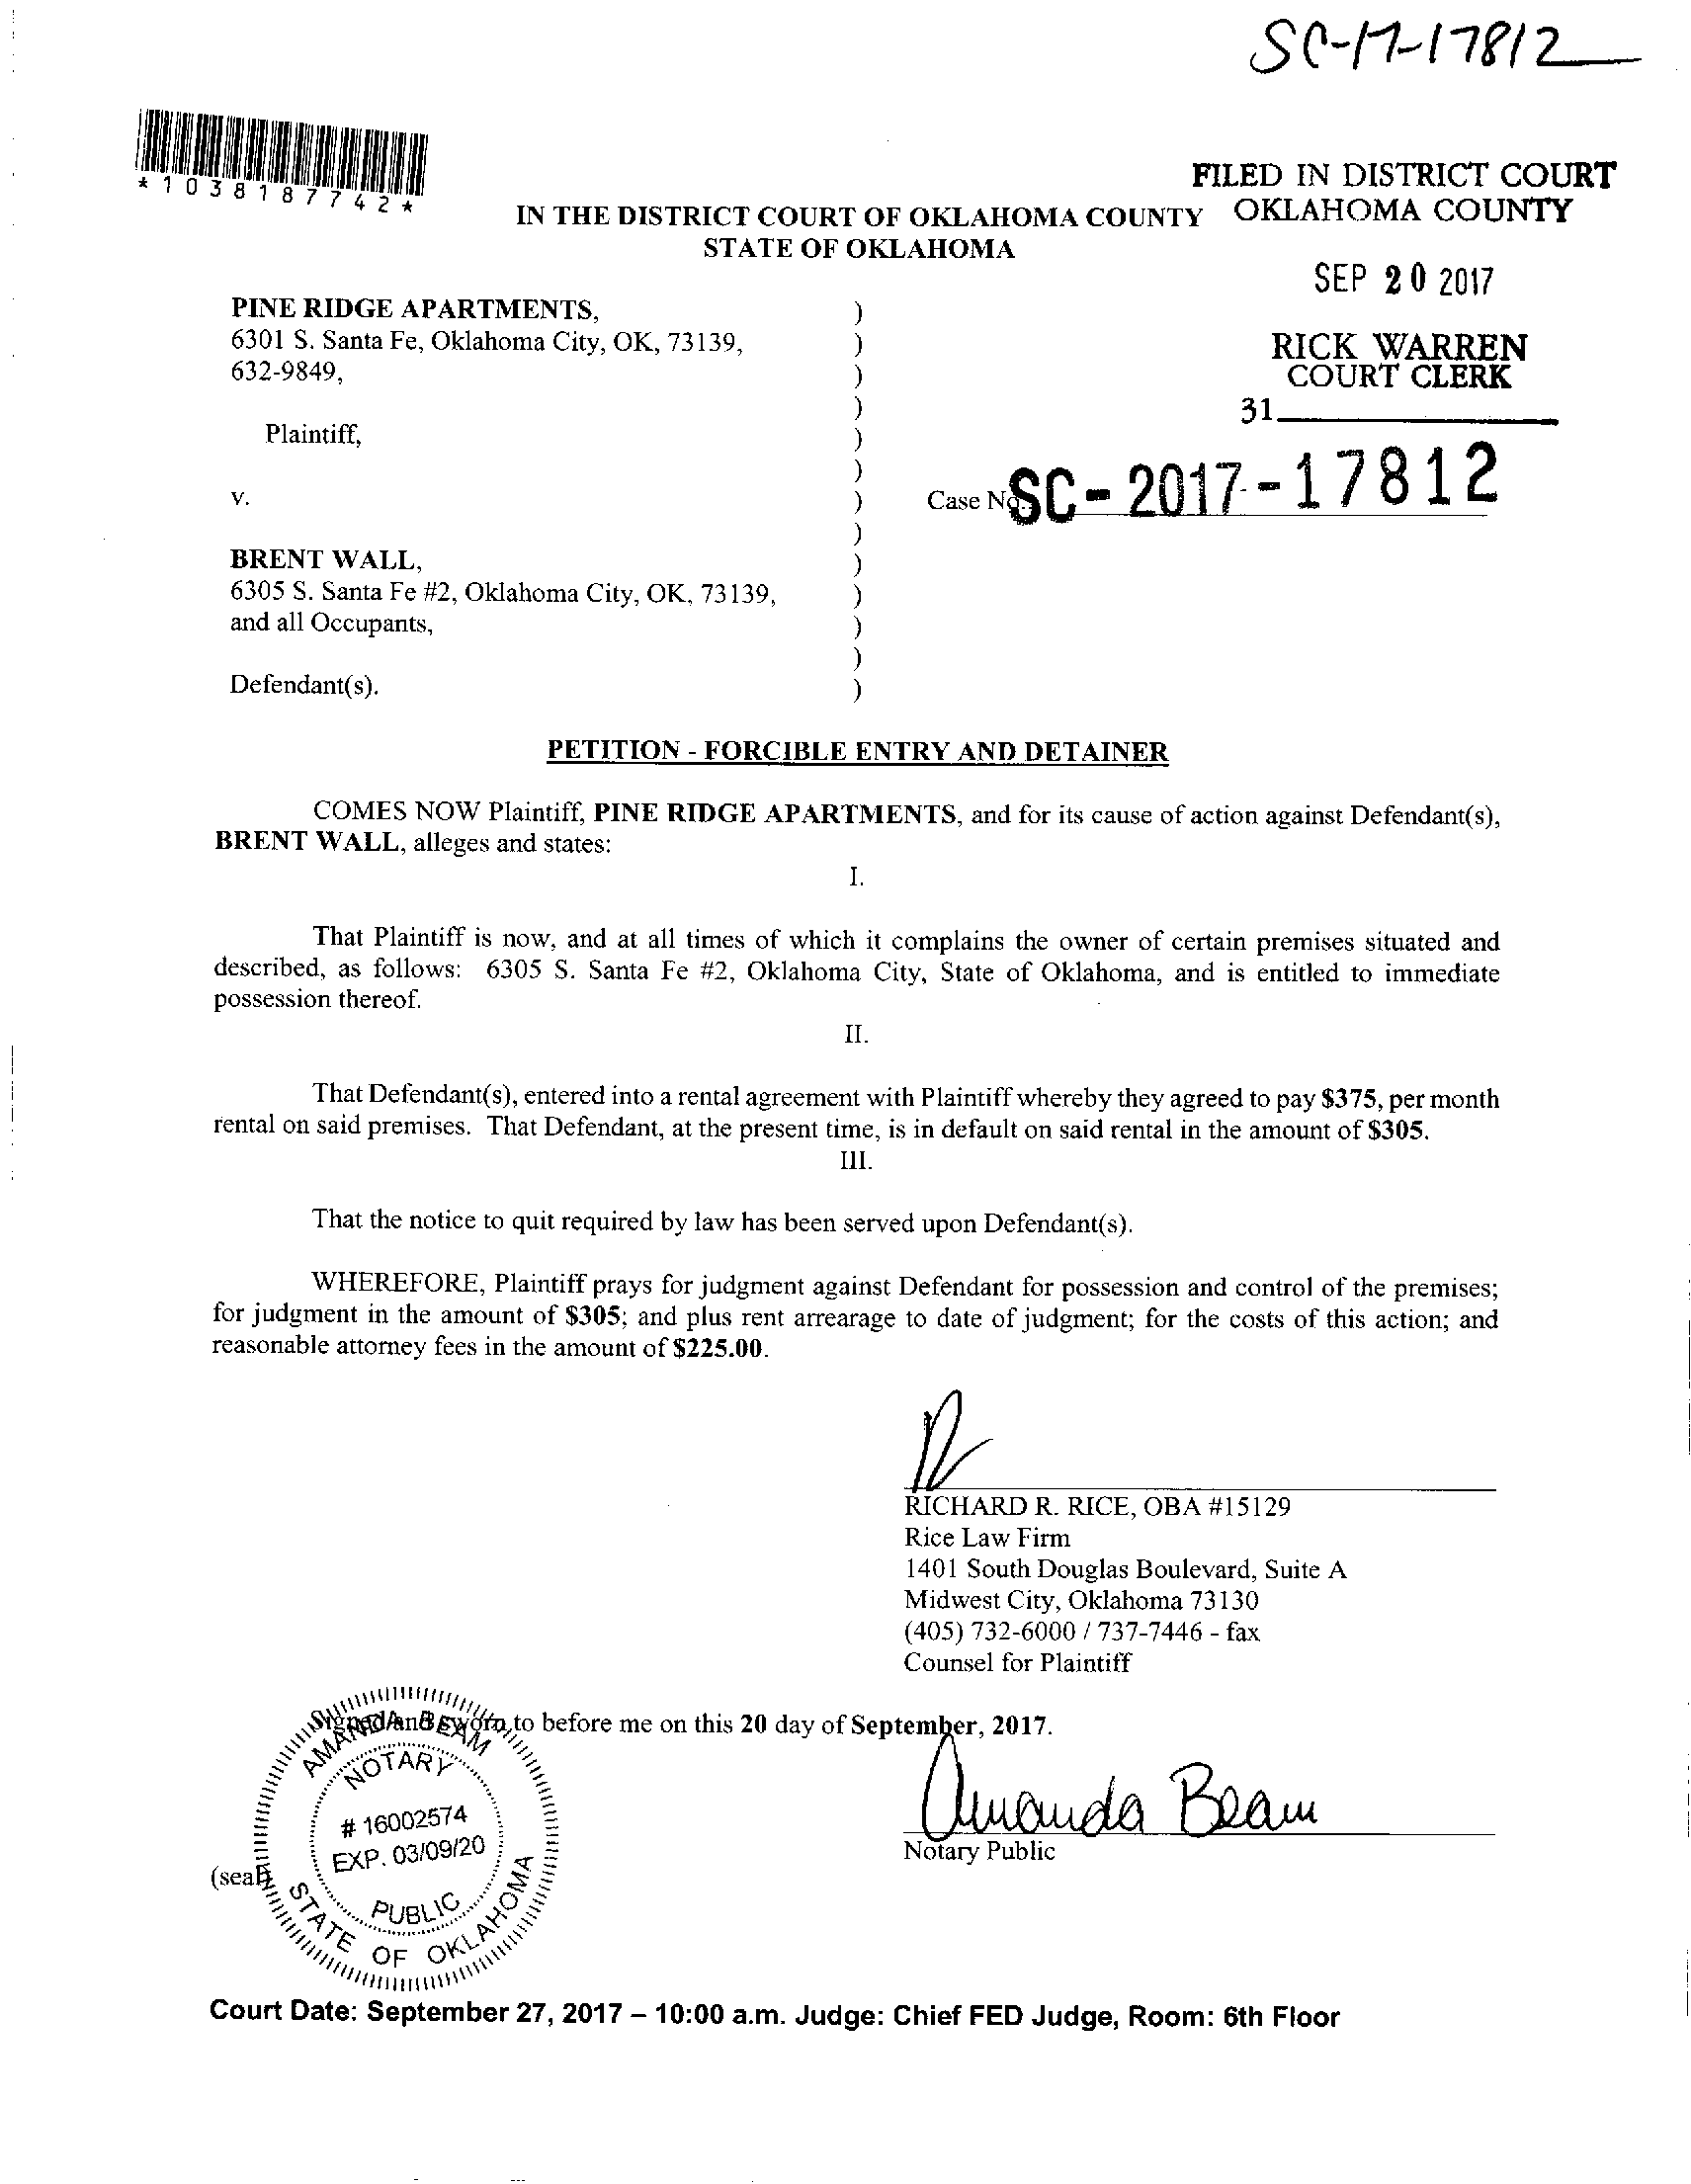 SC-17-17812
*1038187742*
FILED IN DISTRICT COURT
OKLAHOMA COUNTY
IN THE DISTRICT COURT OF OKLAHOMA COUNTY
STATE OF OKLAHOMA
SEP 20 2017
RICK WARREN
COURT CLERK
31
PINE RIDGE APARTMENTS, )
6301 S. Santa Fe, Oklahoma City, OK, 73139, )
632-9849, )
)
Plaintiff, )
)
v. ) Case No. SC-2017-17812
)
BRENT WALL, )
6305 S. Santa Fe #2, Oklahoma City, OK, 73139, )
and all Occupants, )
)
Defendant(s). )
PETITION - FORCIBLE ENTRY AND DETAINER
COMES NOW Plaintiff, PINE RIDGE APARTMENTS, and for its cause of action against Defendant(s),
BRENT WALL, alleges and states:
I.
That Plaintiff is now, and at all times of which it complains the owner of certain premises situated and
described, as follows: 6305 S. Santa Fe #2, Oklahoma City, State of Oklahoma, and is entitled to immediate
possession thereof.
II.
That Defendant(s), entered into a rental agreement with Plaintiff whereby they agreed to pay $375, per month
rental on said premises. That Defendant, at the present time, is in default on said rental in the amount of $305.
III.
That the notice to quit required by law has been served upon Defendant(s).
WHEREFORE, Plaintiff prays for judgment against Defendant for possession and control of the premises;
for judgment in the amount of $305; and plus rent arrearage to date of judgment; for the costs of this action; and
reasonable attorney fees in the amount of $225.00.
RICHARD R. RICE, OBA #15129
Rice Law Firm
1401 South Douglas Boulevard, Suite A
Midwest City, Oklahoma 73130
(405) 732-6000 / 737-7446 - fax
Counsel for Plaintiff
Signed and sworn to before me on this 20 day of September, 2017.
Amanda Beam
Notary Public
(seal)
AMANDA BEAM
NOTARY
# 16002574
EXP. 03/09/20
PUBLIC
STATE OF OKLAHOMA
Court Date: September 27, 2017 – 10:00 a.m. Judge: Chief FED Judge, Room: 6th Floor